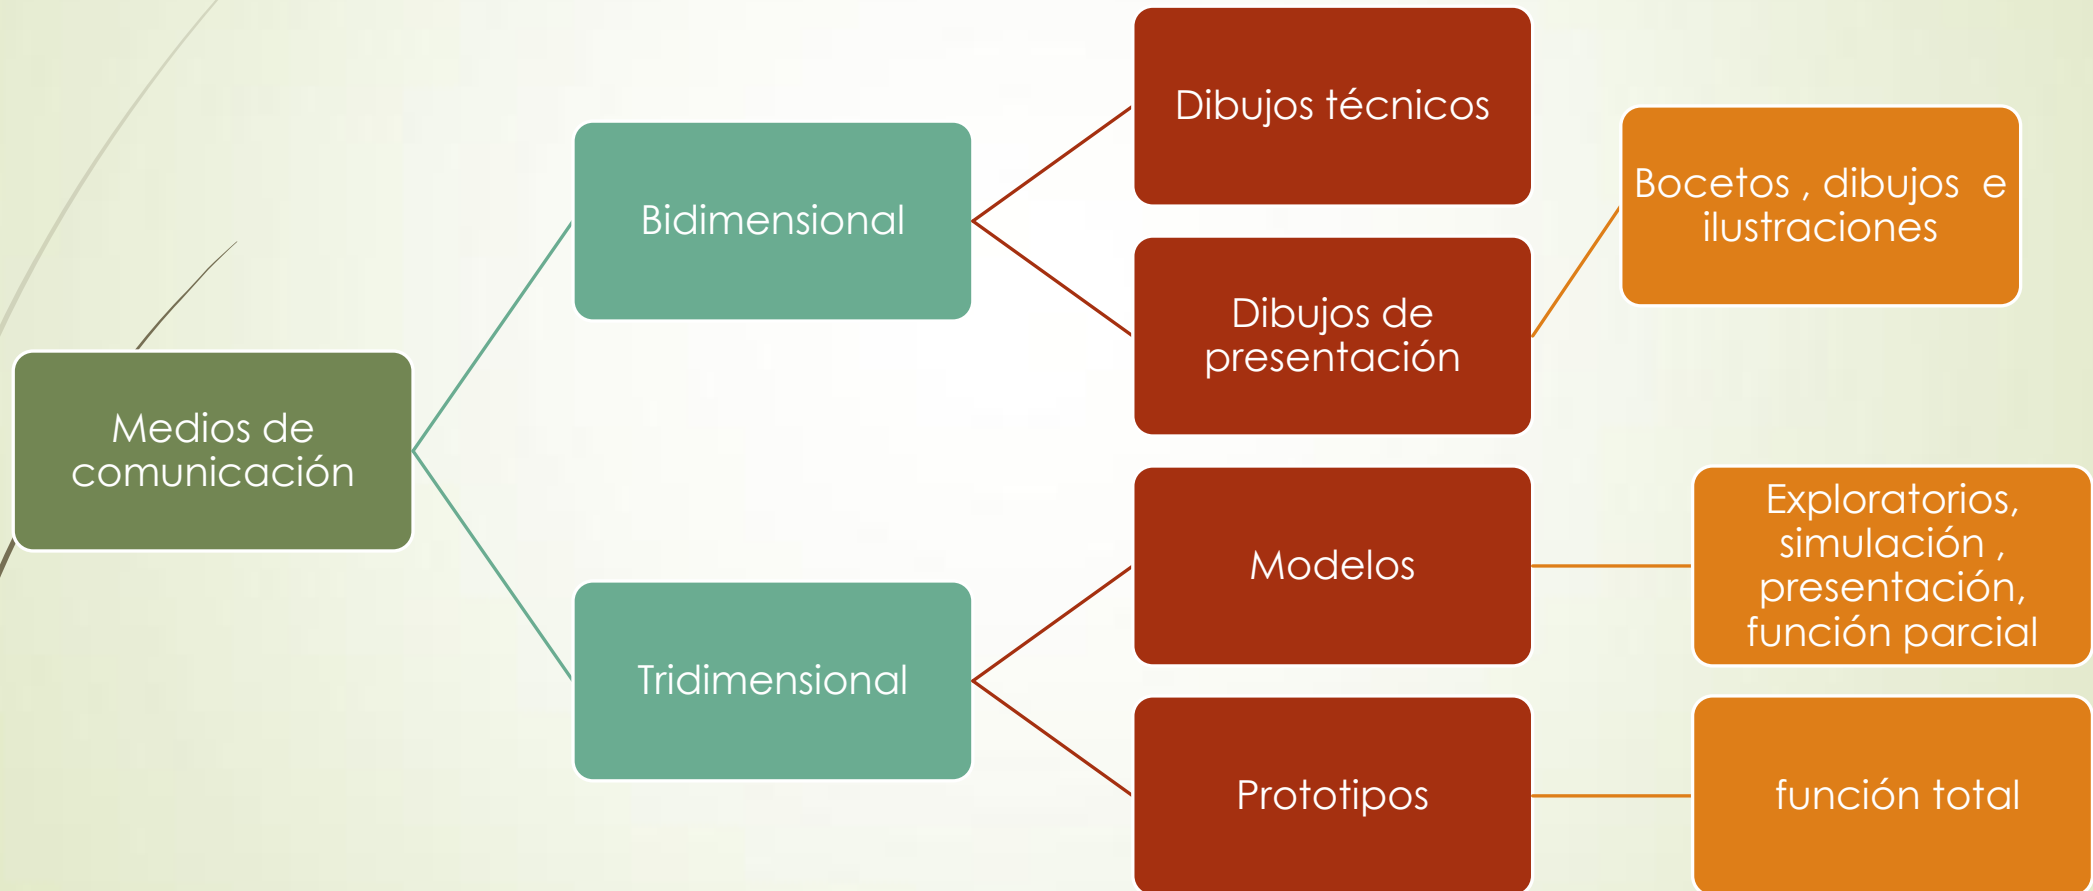 Medios de
comunicación
Bidimensional
Dibujos técnicos
Dibujos de
presentación
Bocetos , dibujos  e
ilustraciones
Tridimensional
Modelos
Exploratorios,
simulación ,
presentación,
función parcial
Prototipos
función total